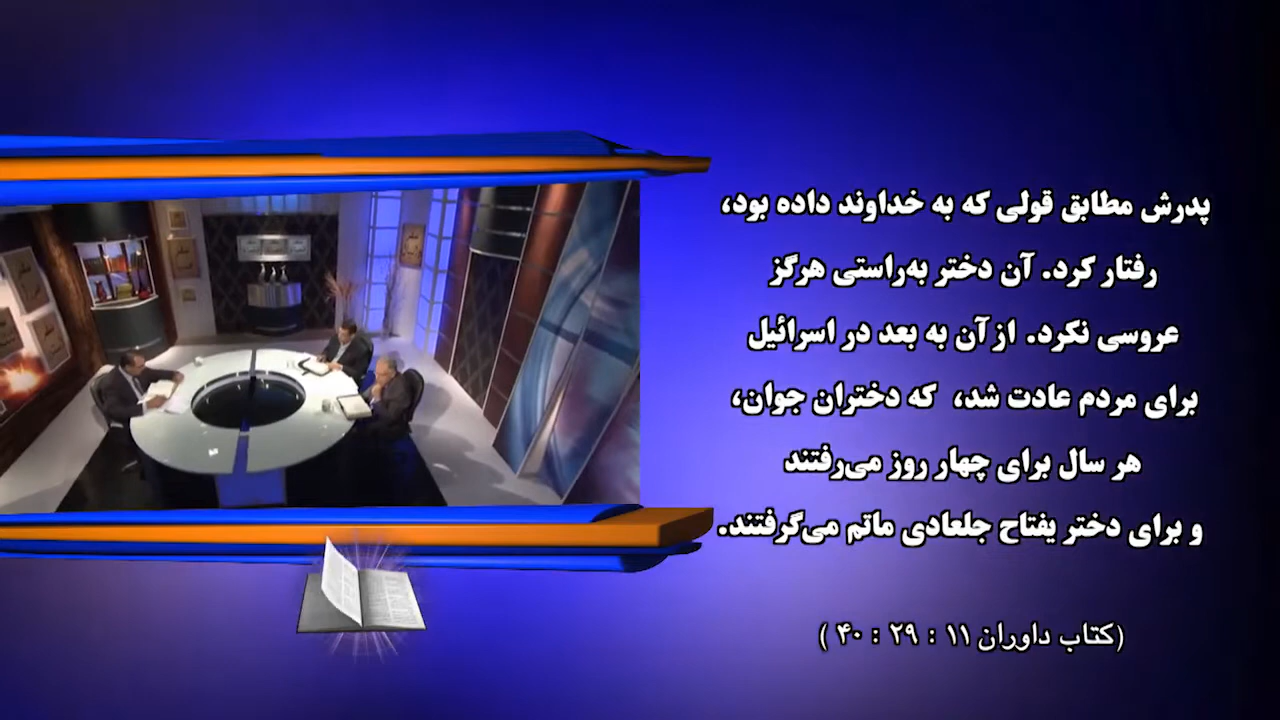 پدرش مطابق قولی که به خداوند داده بود،
رفتار کرد. آن دختر به‌راستی هرگز
عروسی نکرد. از آن به بعد در اسرائیل
برای مردم عادت شد، که دختران جوان،
هر سال برای چهار روز می‌رفتند
و برای دختر یفتاح جلعادی ماتم می‌گرفتند.
(کتاب داوران ۱۱ : ۲۹ : ۴۰ )